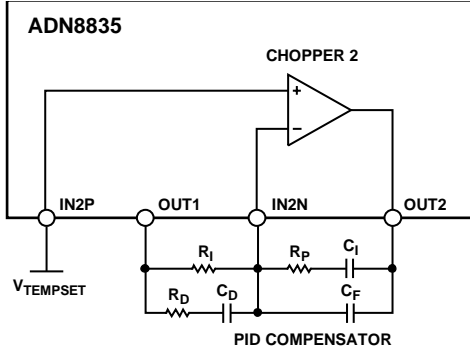 ADN8835
CHOPPER 2
+
−
IN2P
OUT1
IN2N
OUT2
VTEMPSET
RI
RP
CI
RD
CD
CF
PID COMPENSATOR